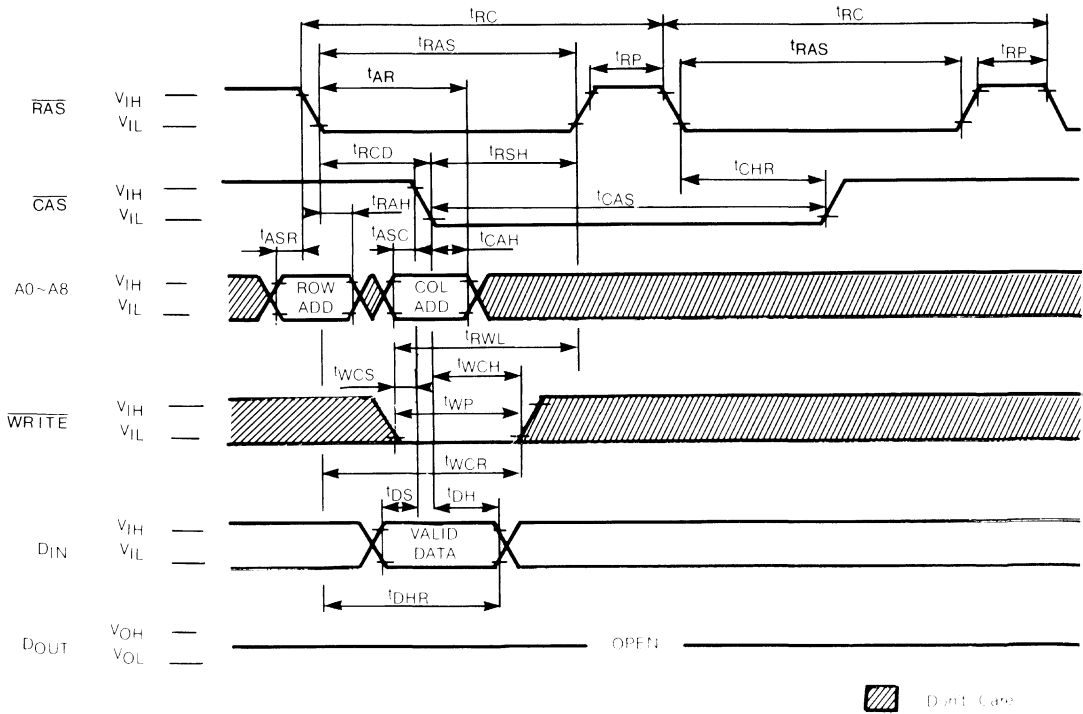 tRC tRC
tRAS tRAS
tRP tRP
tAR
RAS VIH
VIL
tRCD tRSH
tCHR
CAS VIH
VIL
tRAH tCAS
tASR tASC tCAH
A0~A8 VIH
VIL
ROW ADD
COL ADD
tRWL
tWCS tWCH
tWP
WRITE VIH
VIL
tWCR
tDS tDH
DIN VIH
VIL
VALID DATA
tDHR
DOUT VOH
VOL
OPEN
Don't Care